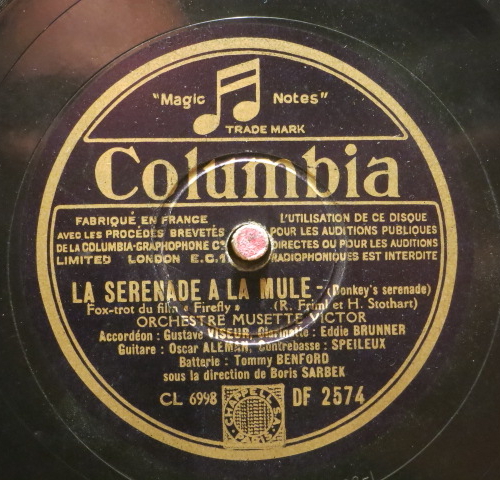 "Magic Notes"
TRADE MARK
Columbia
FABRIQUÉ EN FRANCE
AVEC LES PROCÉDÉS BREVETÉS
DE LA COLUMBIA-GRAPHOPHONE Cº
LIMITED LONDON E.C.1
L'UTILISATION DE CE DISQUE
POUR LES AUDITIONS PUBLIQUES
DIRECTES OU POUR LES AUDITIONS
RADIOPHONIQUES EST INTERDITE
LA SERENADE A LA MULE - (Donkey's serenade)
Fox-trot du film « Firefly » (R. Friml et H. Stothart)
ORCHESTRE MUSETTE VICTOR
Accordéon : Gustave VISEUR, Clarinette : Eddie BRUNNER
Guitare : Oscar ALEMAN, Contrebasse : SPEILEUX
Batterie : Tommy BENFORD
sous la direction de Boris SARBEK
CL 6998 DF 2574
CHAPPELL S.A.
PARIS